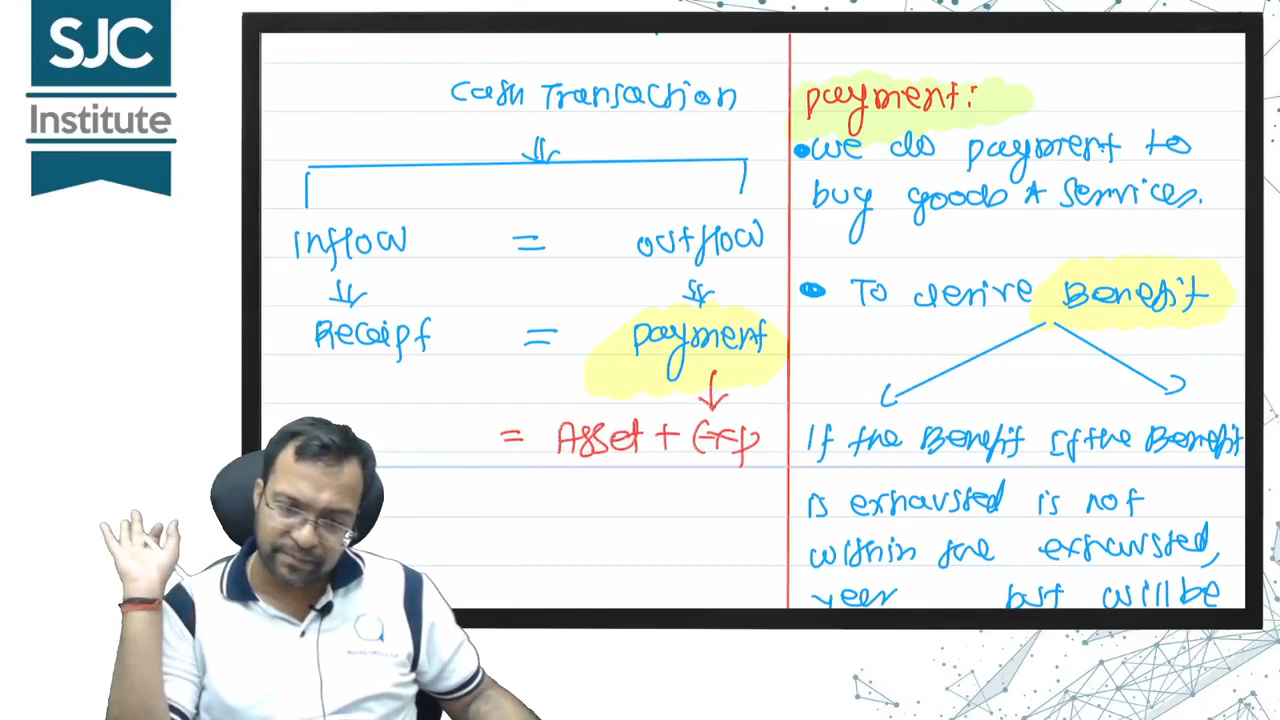 SJC
Institute
Cash Transaction
Inflow = outflow
Receipt = payment
= Asset + Exp
payment:
• we do payment to
buy goods & services.
• To derive Benefit
If the Benefit
is exhausted
within the
year
If the Benefit
is not
exhausted,
but will be